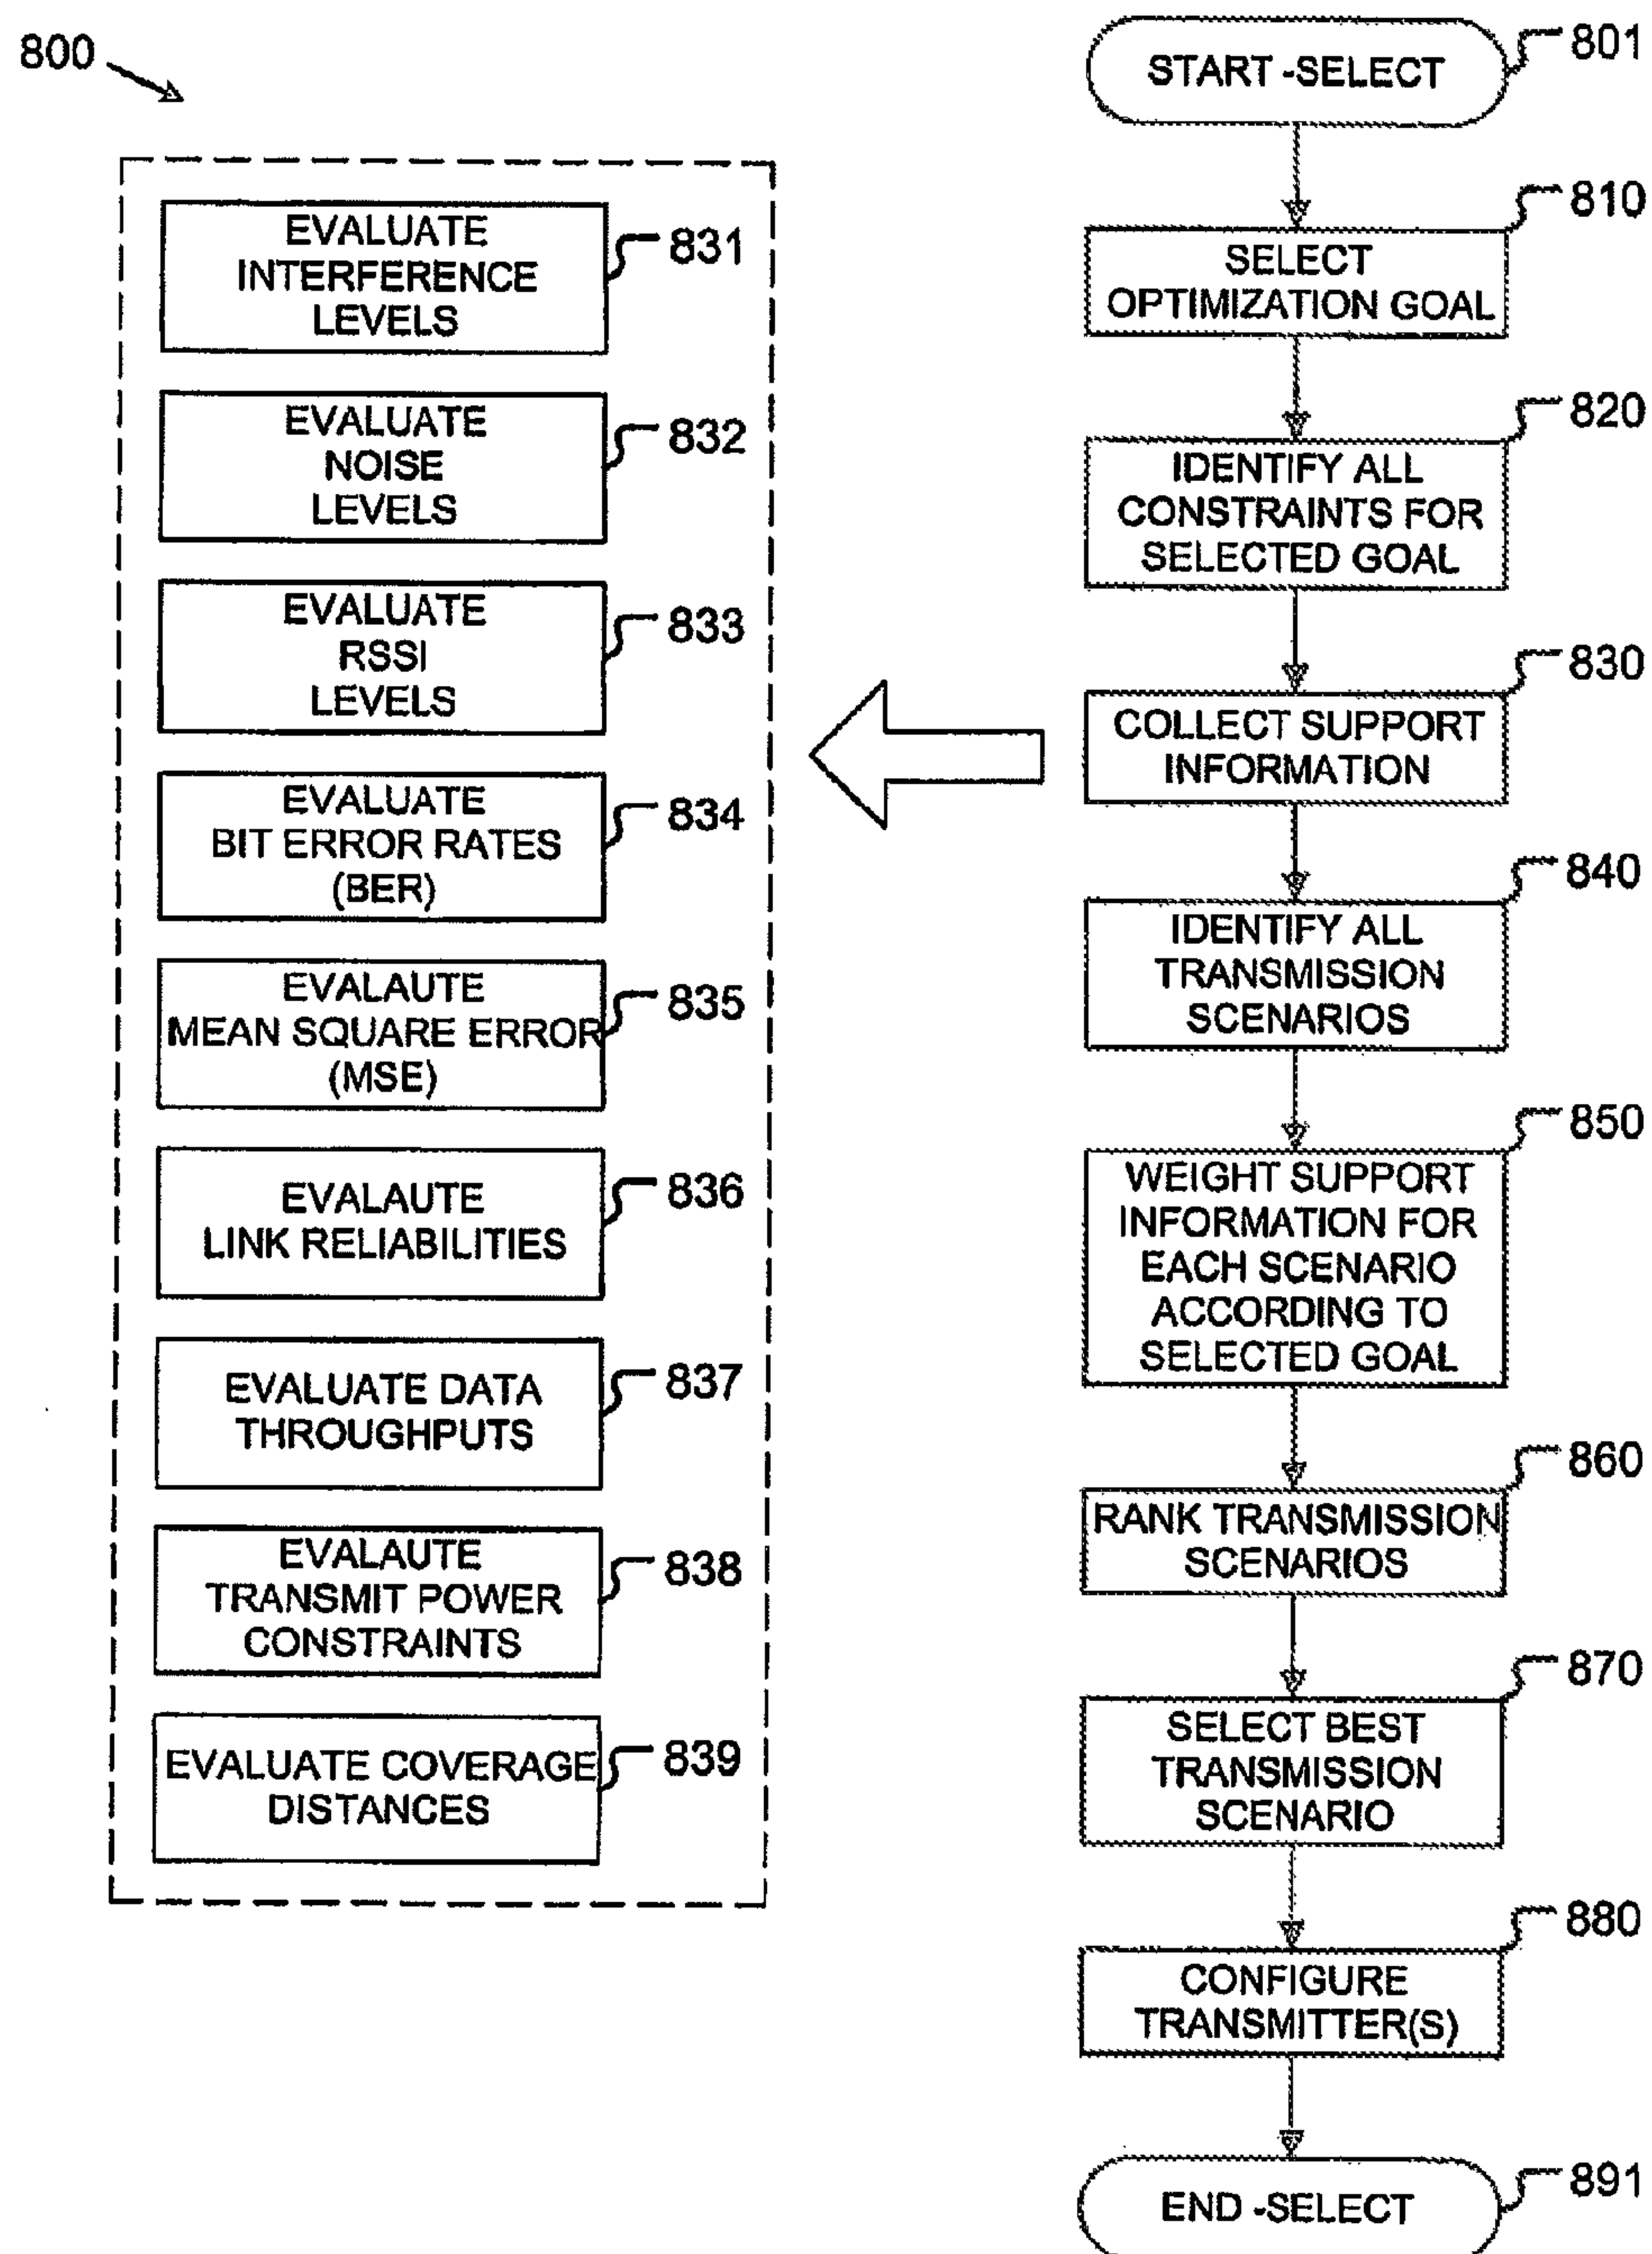 800
EVALUATE
INTERFERENCE
LEVELS
831
EVALUATE
NOISE
LEVELS
832
EVALUATE
RSSI
LEVELS
833
EVALUATE
BIT ERROR RATES
(BER)
834
EVALAUTE
MEAN SQUARE ERROR
(MSE)
835
EVALAUTE
LINK RELIABILITIES
836
EVALUATE DATA
THROUGHPUTS
837
EVALAUTE
TRANSMIT POWER
CONSTRAINTS
838
EVALUATE COVERAGE
DISTANCES
839
START -SELECT
801
SELECT
OPTIMIZATION GOAL
810
IDENTIFY ALL
CONSTRAINTS FOR
SELECTED GOAL
820
COLLECT SUPPORT
INFORMATION
830
IDENTIFY ALL
TRANSMISSION
SCENARIOS
840
WEIGHT SUPPORT
INFORMATION FOR
EACH SCENARIO
ACCORDING TO
SELECTED GOAL
850
RANK TRANSMISSION
SCENARIOS
860
SELECT BEST
TRANSMISSION
SCENARIO
870
CONFIGURE
TRANSMITTER(S)
880
END -SELECT
891